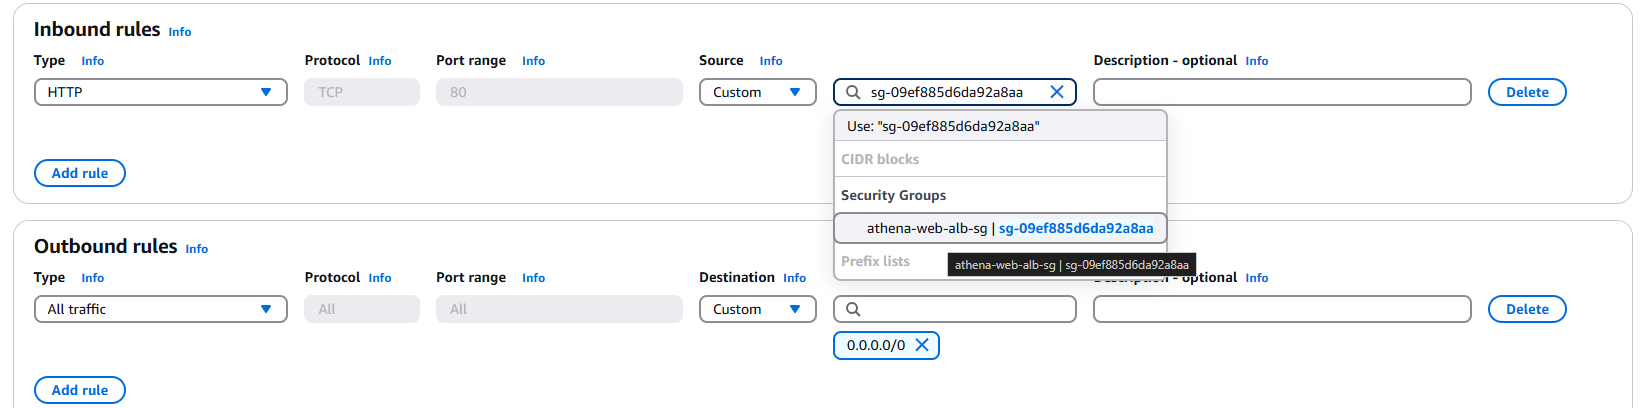 Inbound rules Info
Type Info Protocol Info Port range Info Source Info Description - optional Info
HTTP TCP 80 Custom sg-09ef885d6da92a8aa Delete
Use: "sg-09ef885d6da92a8aa"
CIDR blocks
Add rule
Security Groups
athena-web-alb-sg | sg-09ef885d6da92a8aa
Outbound rules Info
Prefix lists
athena-web-alb-sg | sg-09ef885d6da92a8aa
Type Info Protocol Info Port range Info Destination Info Description - optional Info
All traffic All All Custom Delete
0.0.0.0/0
Add rule